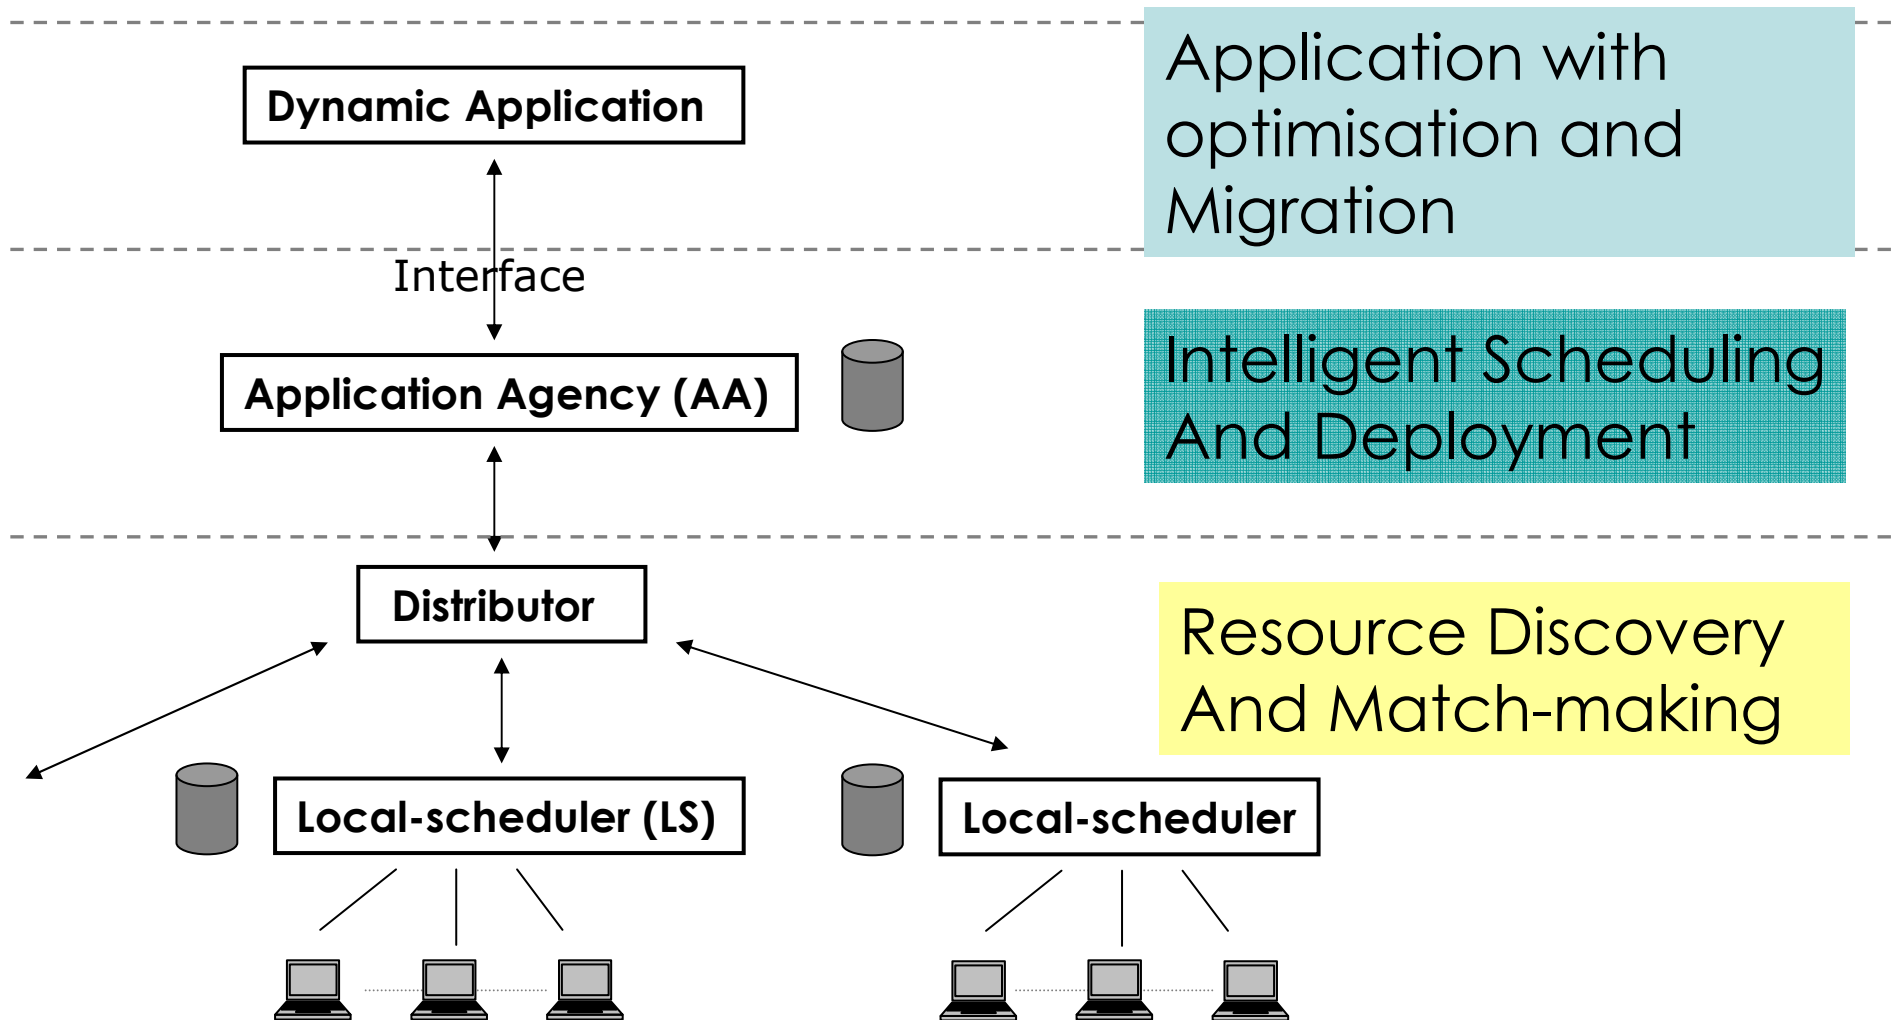 Dynamic Application
Application with
optimisation and
Migration
Interface
Application Agency (AA)
Intelligent Scheduling
And Deployment
Distributor
Resource Discovery
And Match-making
Local-scheduler (LS)
Local-scheduler